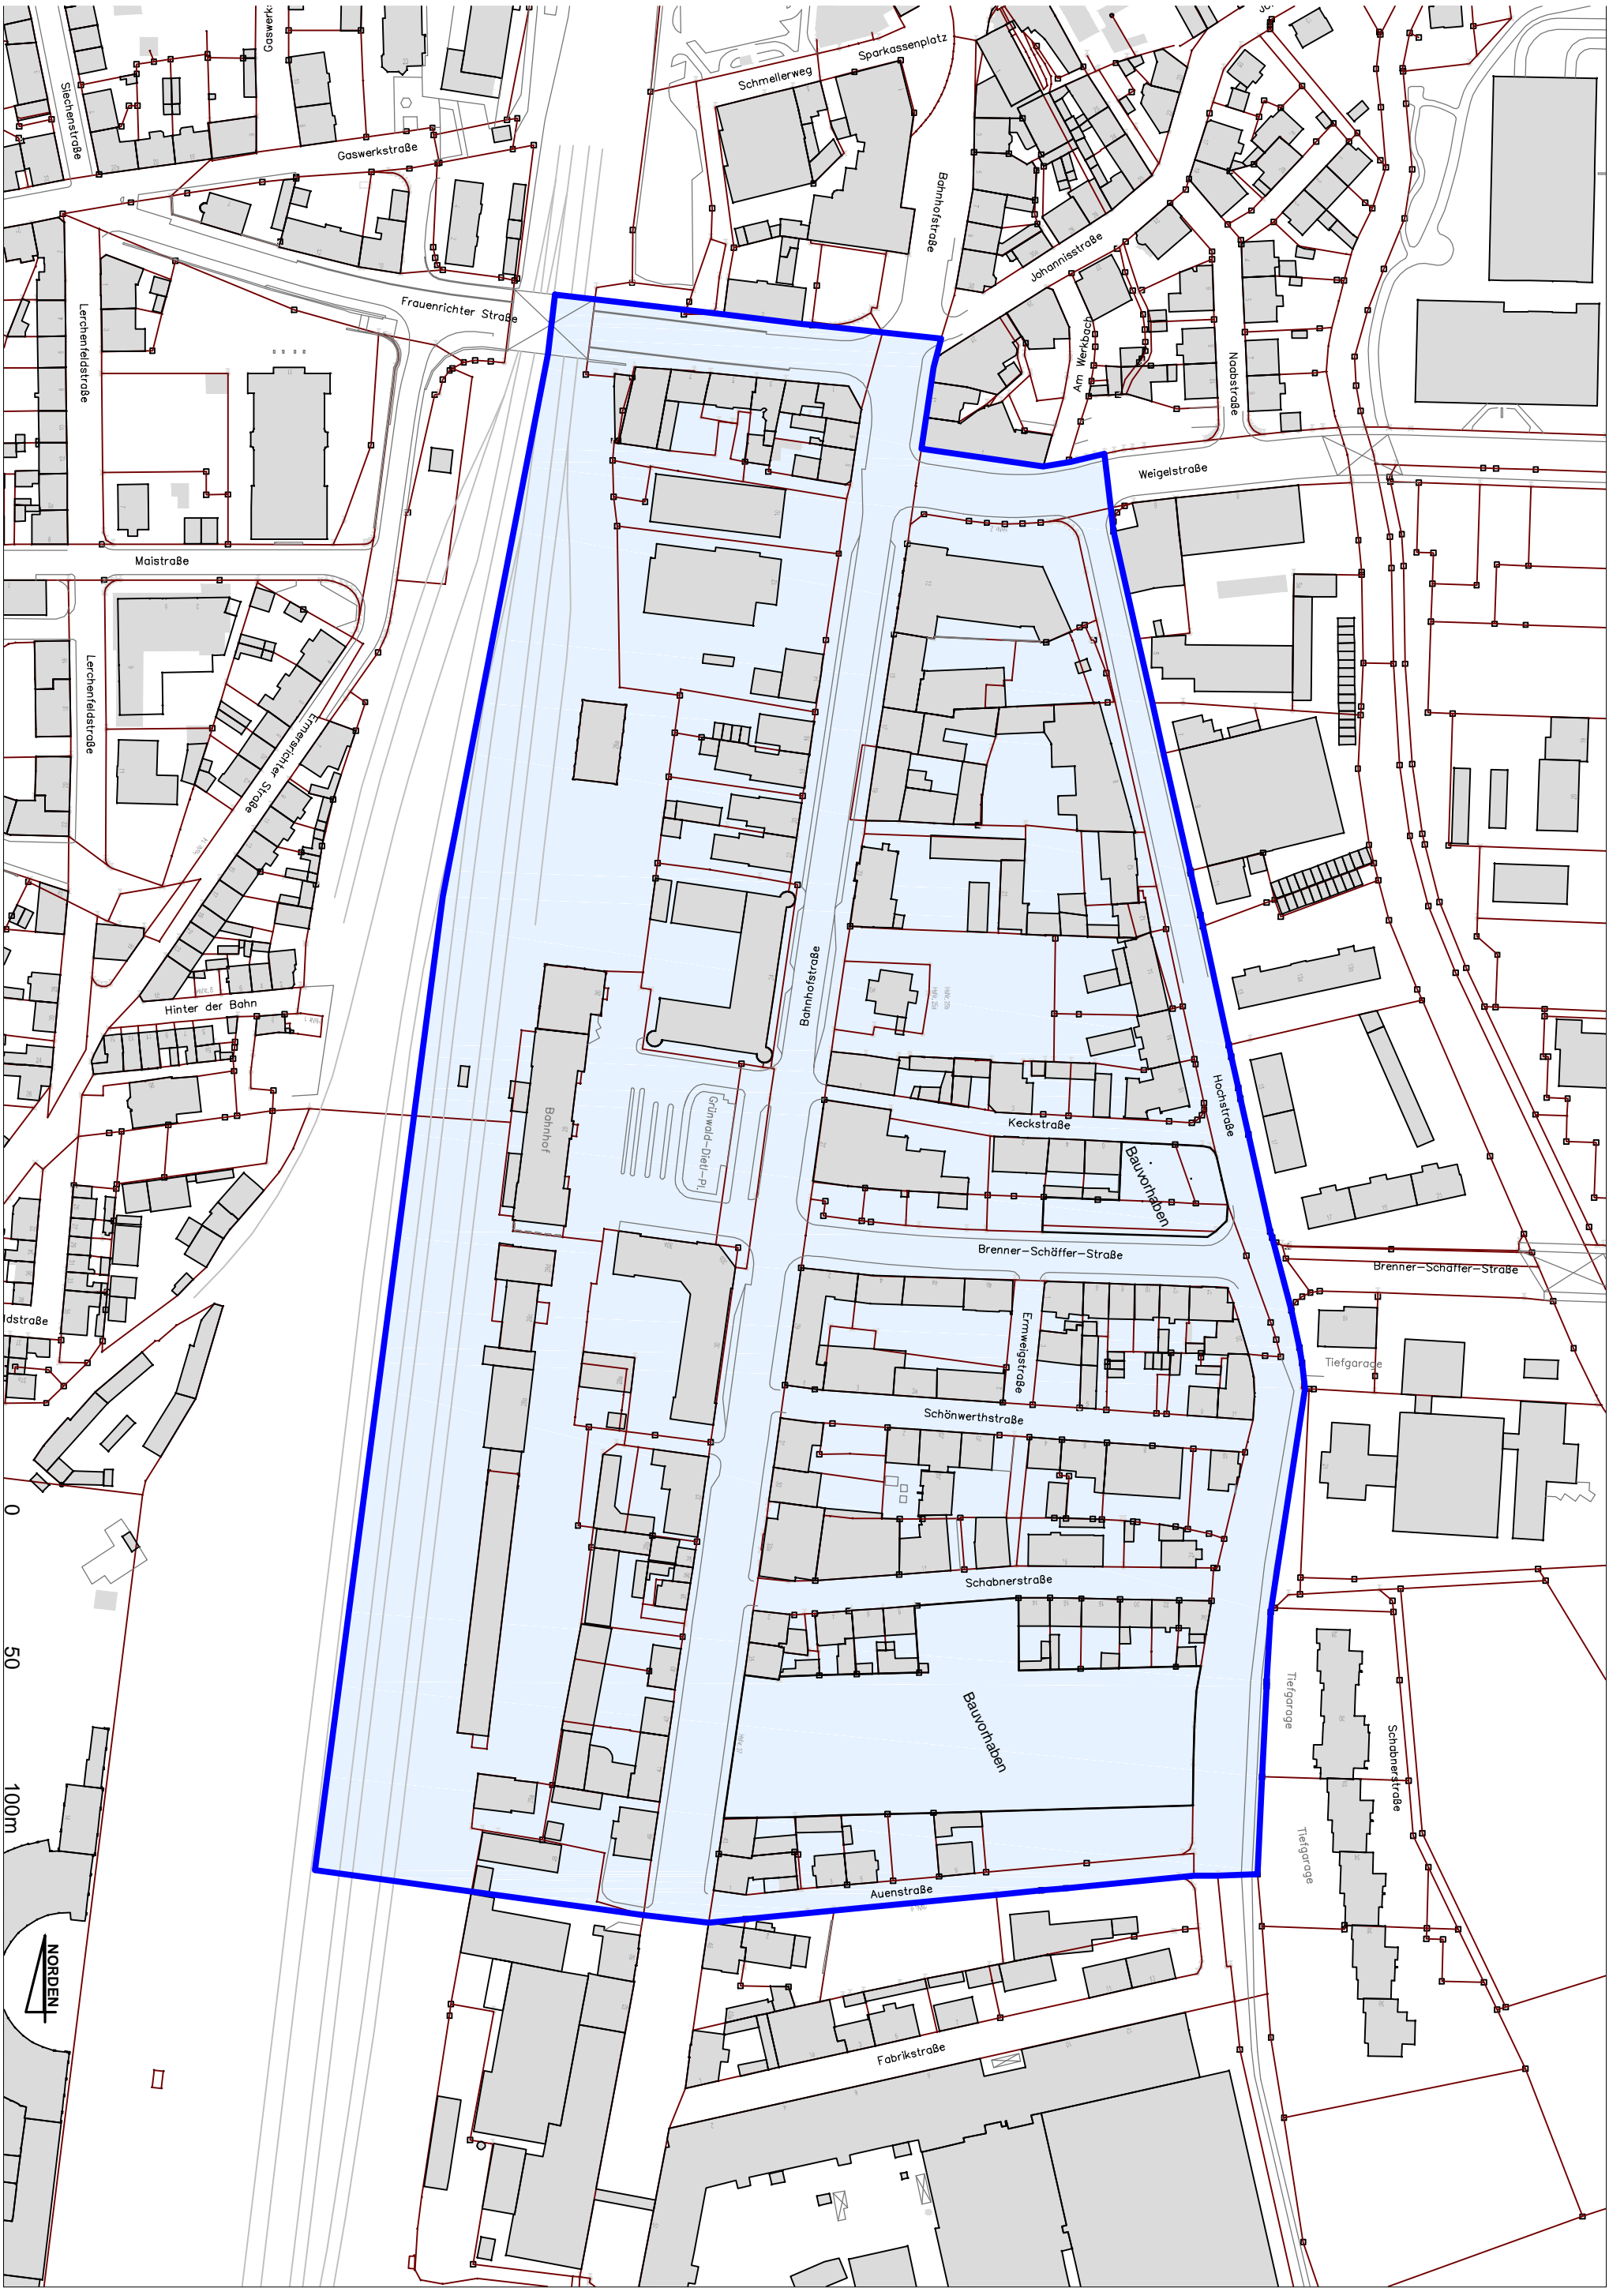 Sparkassenplatz
Schmellerweg
Siechenstraße
Gaswerkstraße
Bahnhofstraße
Johannisstraße
Frauenrichter Straße
Lerchenfeldstraße
Am Werkbach
Naabstraße
Weigelstraße
Maistraße
Lerchenfeldstraße
Ermersrichter Straße
Bahnhofstraße
Hinter der Bahn
Bahnhof
Grünwald-Dietl-Pl.
Hochstraße
Keckstraße
Bauvorhaben
Brenner-Schäffer-Straße
Brenner-Schäffer-Straße
ldstraße
Ermweigstraße
Tiefgarage
Schönwerthstraße
0
Schabnerstraße
50
Tiefgarage
Bauvorhaben
Schabnerstraße
100m
Tiefgarage
Auenstraße
NORDEN
Fabrikstraße